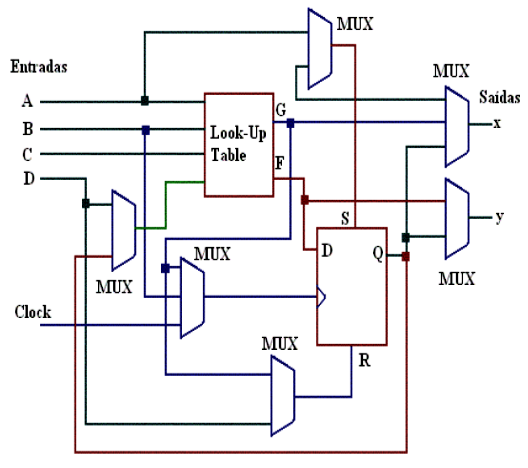 MUX
Entradas
MUX
Saídas
A
G
B
Look-Up
x
C
Table
F
D
S
y
D
Q
MUX
MUX
MUX
Clock
MUX
R